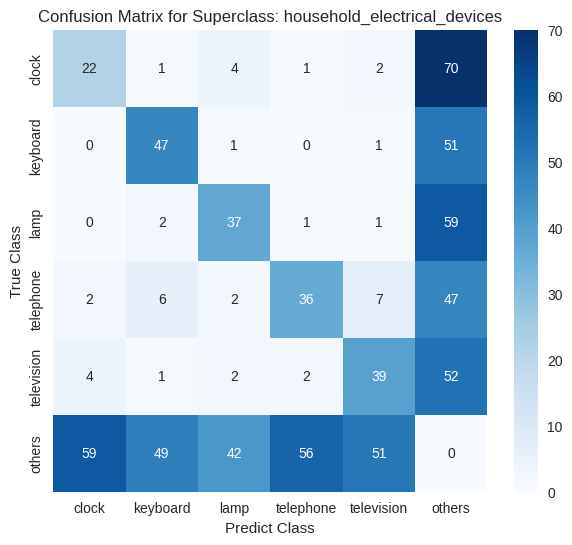 Confusion Matrix for Superclass: household_electrical_devices
True Class
clock 22 1 4 1 2 70
keyboard 0 47 1 0 1 51
lamp 0 2 37 1 1 59
telephone 2 6 2 36 7 47
television 4 1 2 2 39 52
others 59 49 42 56 51 0
clock keyboard lamp telephone television others
Predict Class
70
60
50
40
30
20
10
0